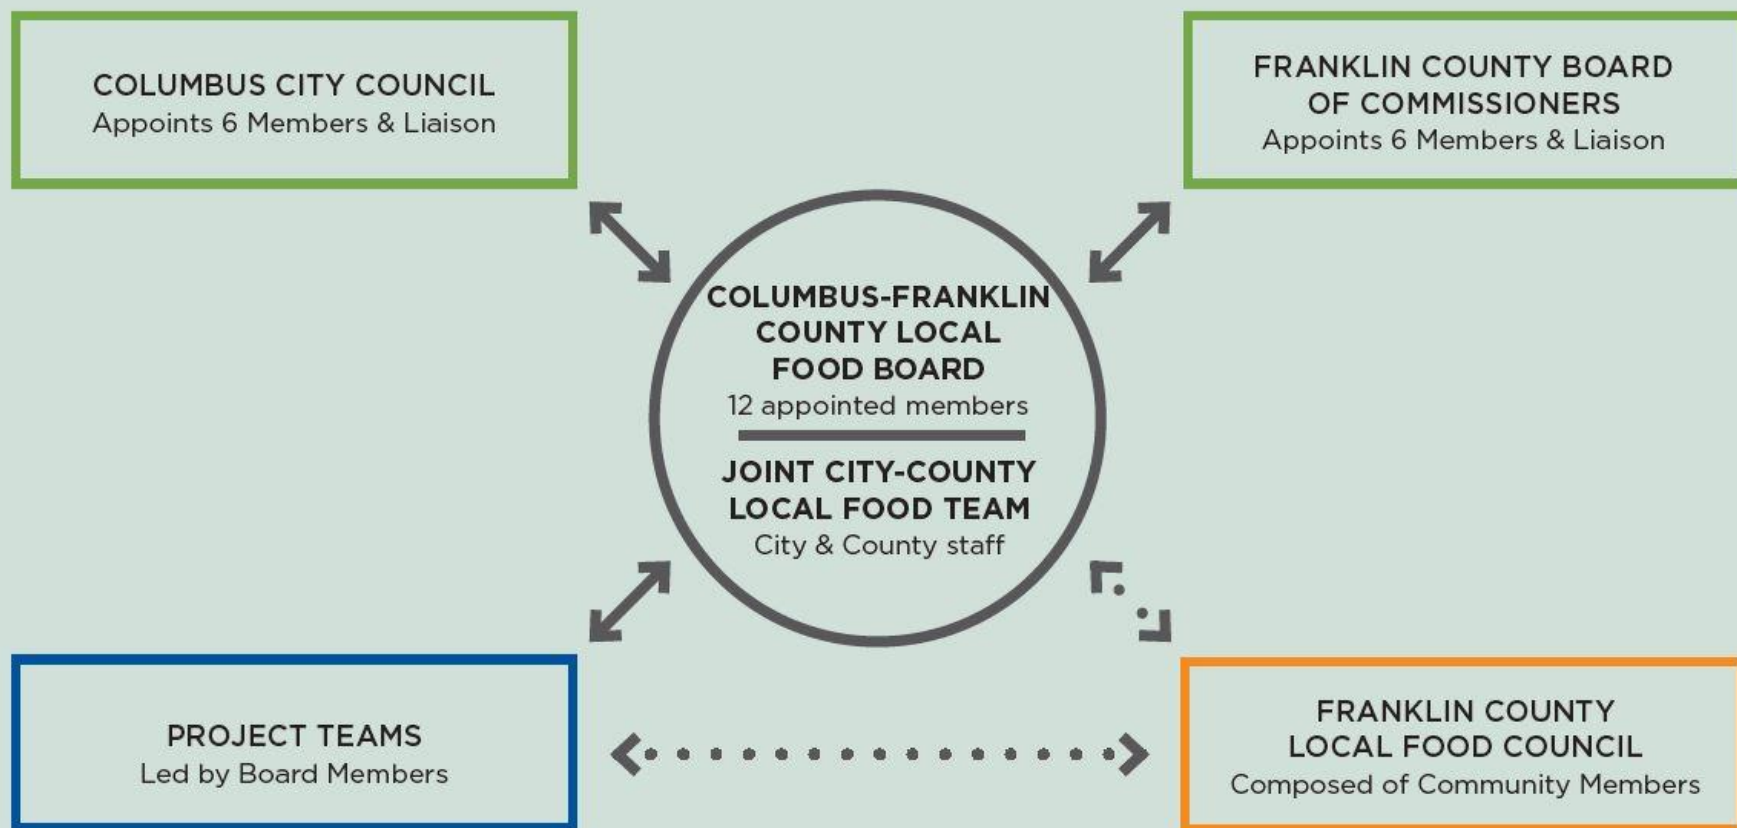 COLUMBUS CITY COUNCIL
Appoints 6 Members & Liaison
FRANKLIN COUNTY BOARD
OF COMMISSIONERS
Appoints 6 Members & Liaison
COLUMBUS-FRANKLIN
COUNTY LOCAL
FOOD BOARD
12 appointed members
JOINT CITY-COUNTY
LOCAL FOOD TEAM
City & County staff
PROJECT TEAMS
Led by Board Members
FRANKLIN COUNTY
LOCAL FOOD COUNCIL
Composed of Community Members